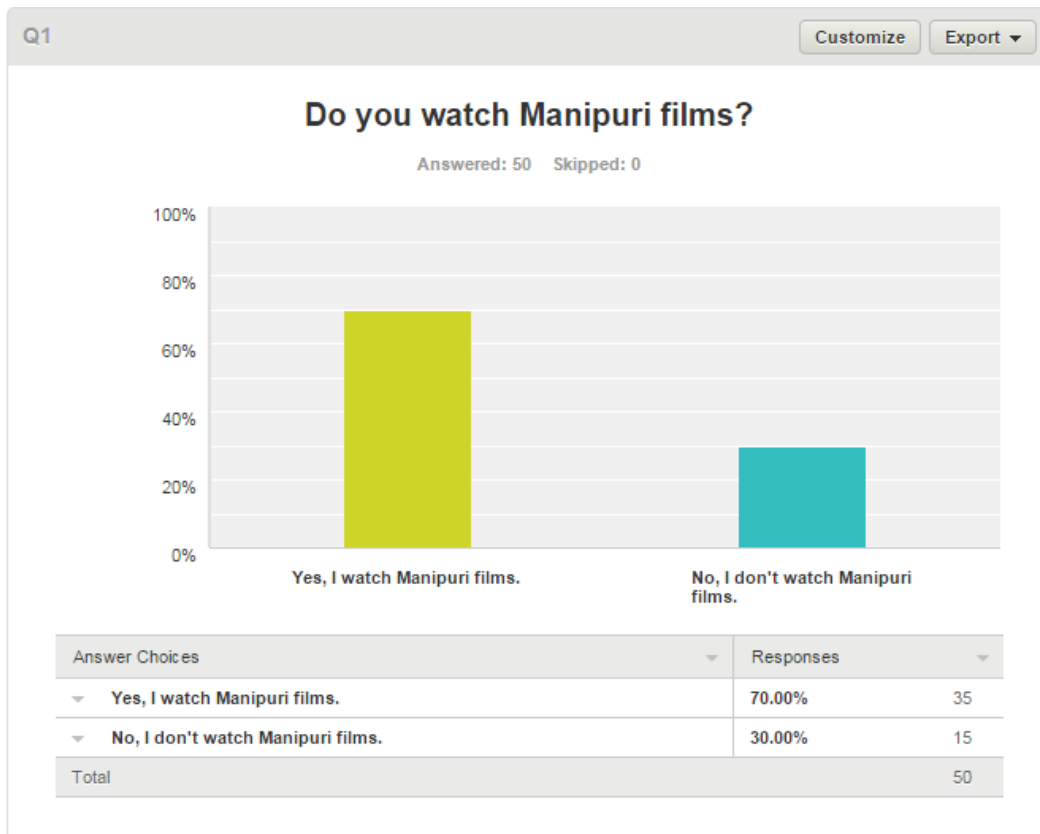 Q1
Customize
Export
Do you watch Manipuri films?
Answered: 50 Skipped: 0
100%
80%
60%
40%
20%
0%
Yes, I watch Manipuri films.
No, I don't watch Manipuri
films.
Answer Choices Responses
Yes, I watch Manipuri films. 70.00% 35
No, I don't watch Manipuri films. 30.00% 15
Total 50